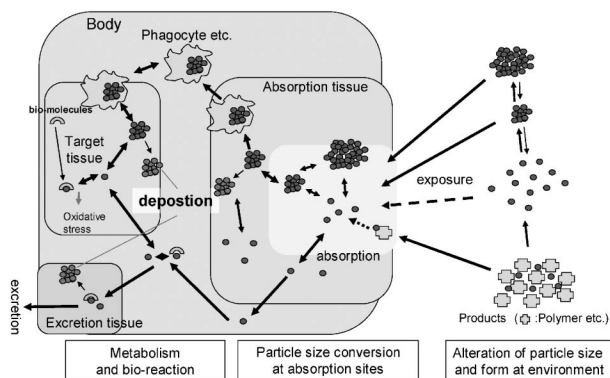 Body
Phagocyte etc.
Absorption tissue
bio-molecules
Target
tissue
Oxidative
stress
depostion
exposure
absorption
excretion
Excretion tissue
Products (    :Polymer etc.)
Metabolism
and bio-reaction
Particle size conversion
at absorption sites
Alteration of particle size
and form at environment